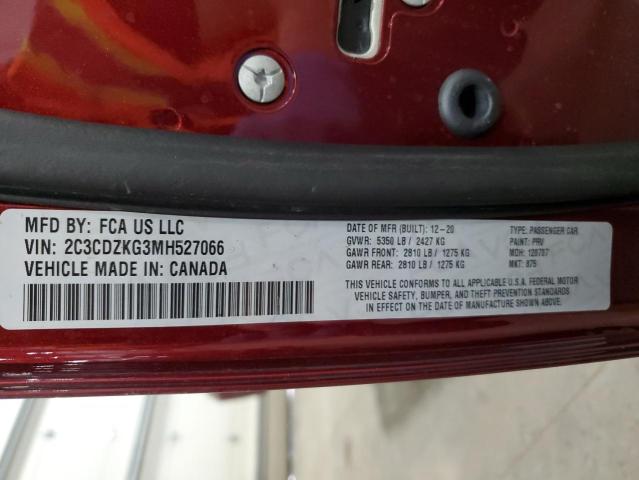 MFD BY: FCA US LLC
VIN: 2C3CDZKG3MH527066
VEHICLE MADE IN: CANADA
DATE OF MFR (BUILT): 12-20
GVWR: 5350 LB / 2427 KG
GAWR FRONT: 2810 LB / 1275 KG
GAWR REAR: 2810 LB / 1275 KG
TYPE: PASSENGER CAR
PAINT: PRV
MDH: 120707
MKT: 875
THIS VEHICLE CONFORMS TO ALL APPLICABLE U.S.A. FEDERAL MOTOR
VEHICLE SAFETY, BUMPER, AND THEFT PREVENTION STANDARDS
IN EFFECT ON THE DATE OF MANUFACTURE SHOWN ABOVE.